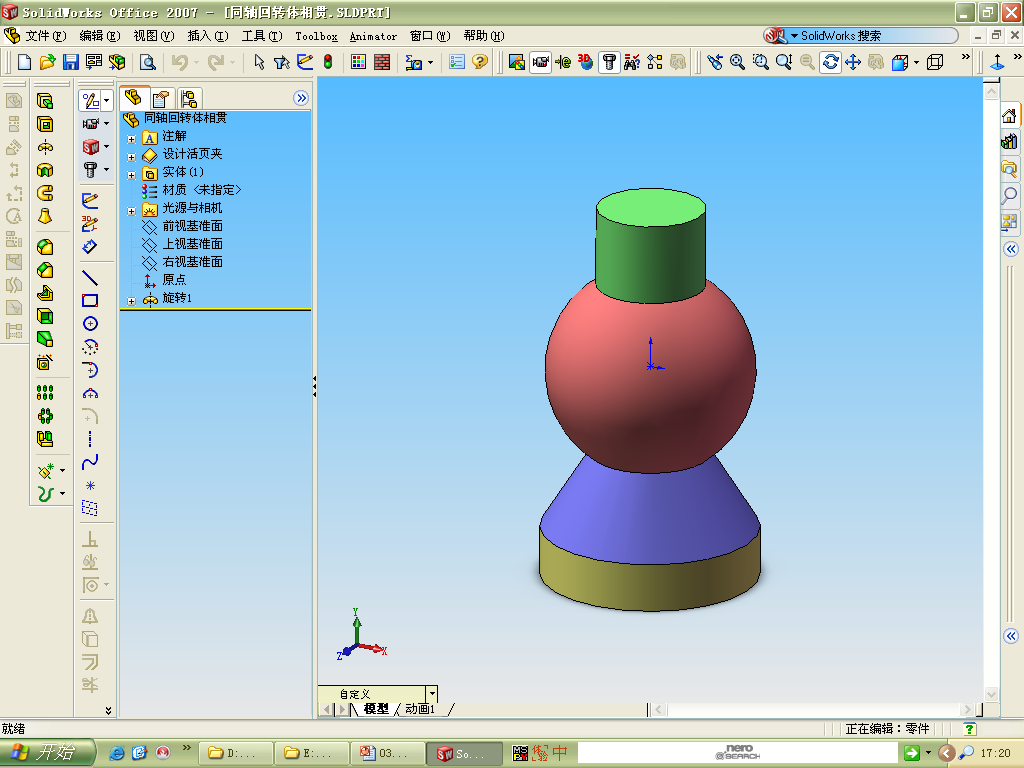 SolidWorks Office 2007 - [同轴回转体相贯.SLDPRT]
文件(F) 编辑(E) 视图(V) 插入(I) 工具(T) Toolbox Animator 窗口(W) 帮助(H) SolidWorks 搜索
同轴回转体相贯
注解
设计活页夹
实体(1)
材质 <未指定>
光源与相机
前视基准面
上视基准面
右视基准面
原点
旋转1
Y
X
Z
自定义
模型 动画1
就绪 正在编辑：零件
开始 D:... E:... 03... So... 中 nero SEARCH 17:20